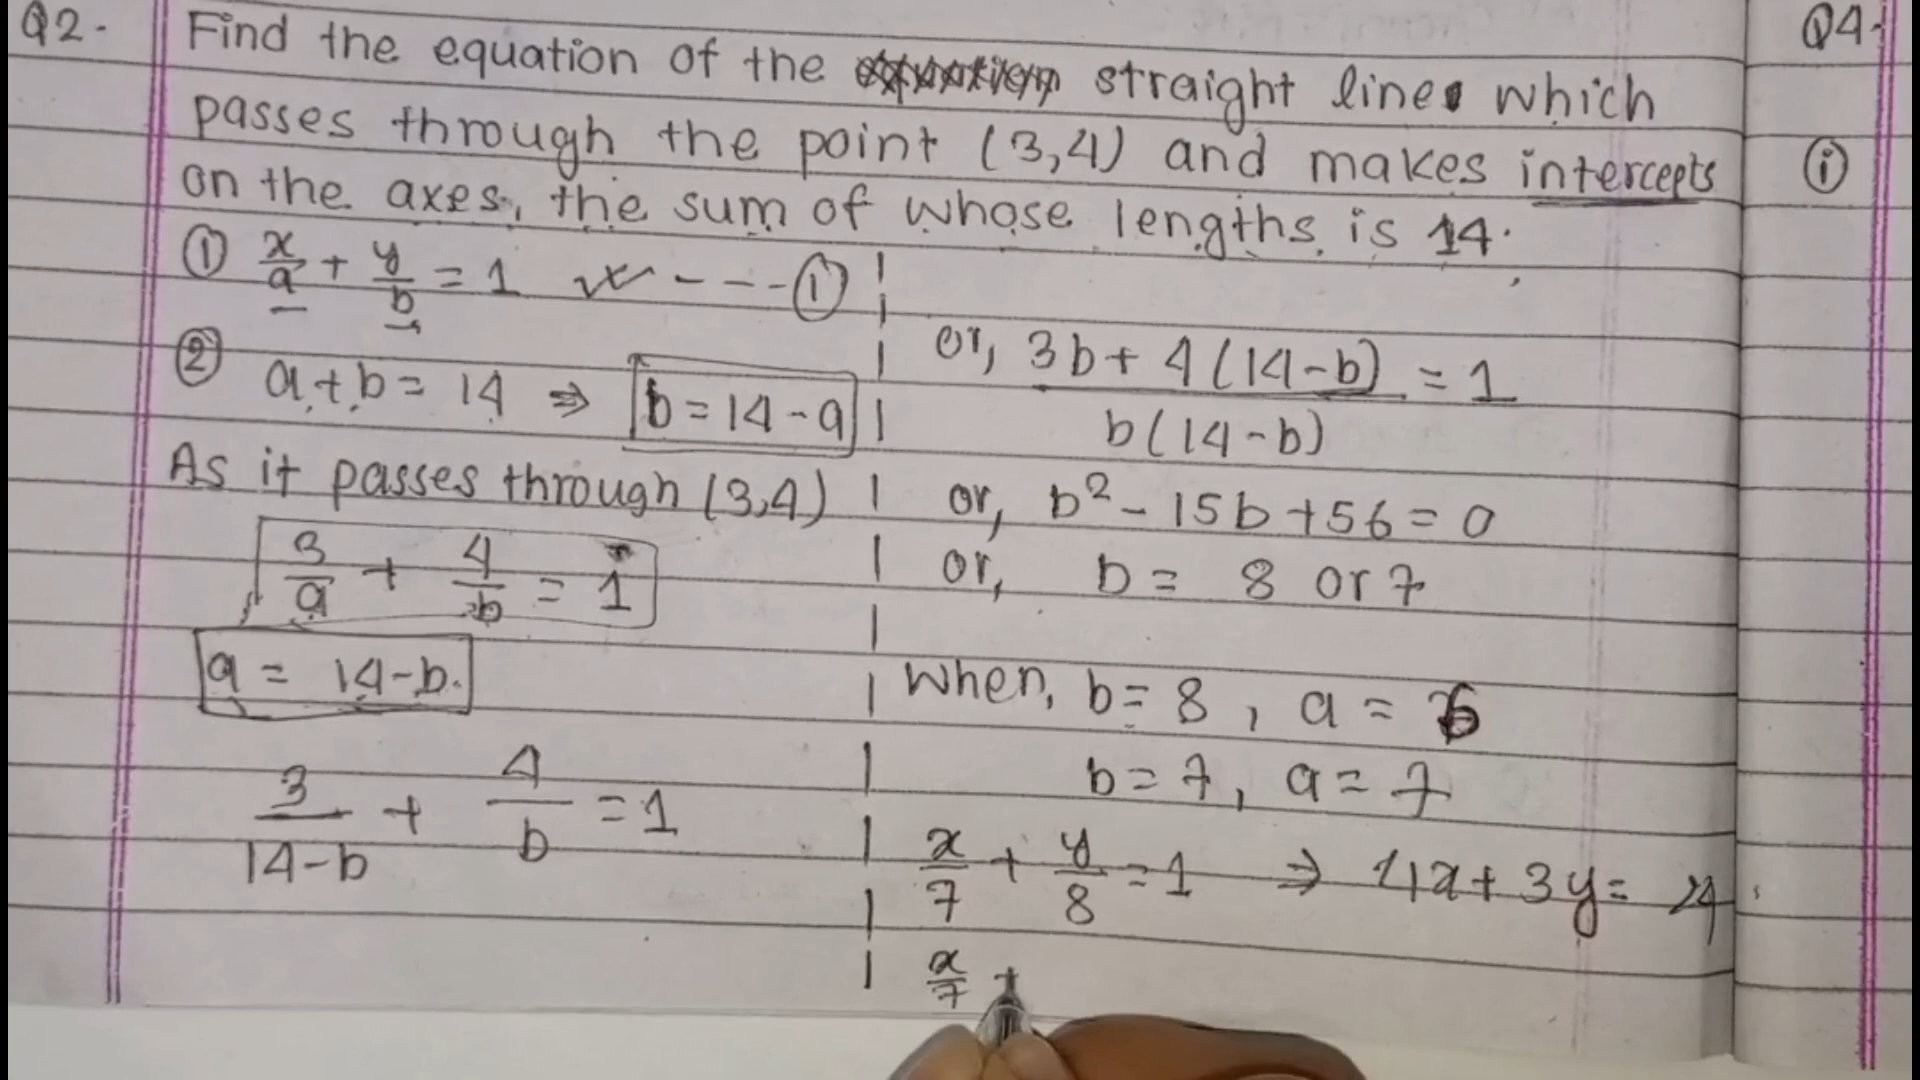 Q2. Find the equation of the straight line which
passes through the point (3,4) and makes intercepts
on the axes, the sum of whose lengths is 14.
① x/a + y/b = 1 ---- ①
② a + b = 14 ⇒ b = 14 - a
As it passes through (3,4)
3/a + 4/b = 1
a = 14 - b.
3/(14-b) + 4/b = 1
or, (3b + 4(14-b))/(b(14-b)) = 1
or, b² - 15b + 56 = 0
or, b = 8 or 7
When, b = 8, a = 6
b = 7, a = 7
x/7 + y/8 = 1 ⇒ 4x + 3y = 24
x/7 +
Q4.
ⓘ